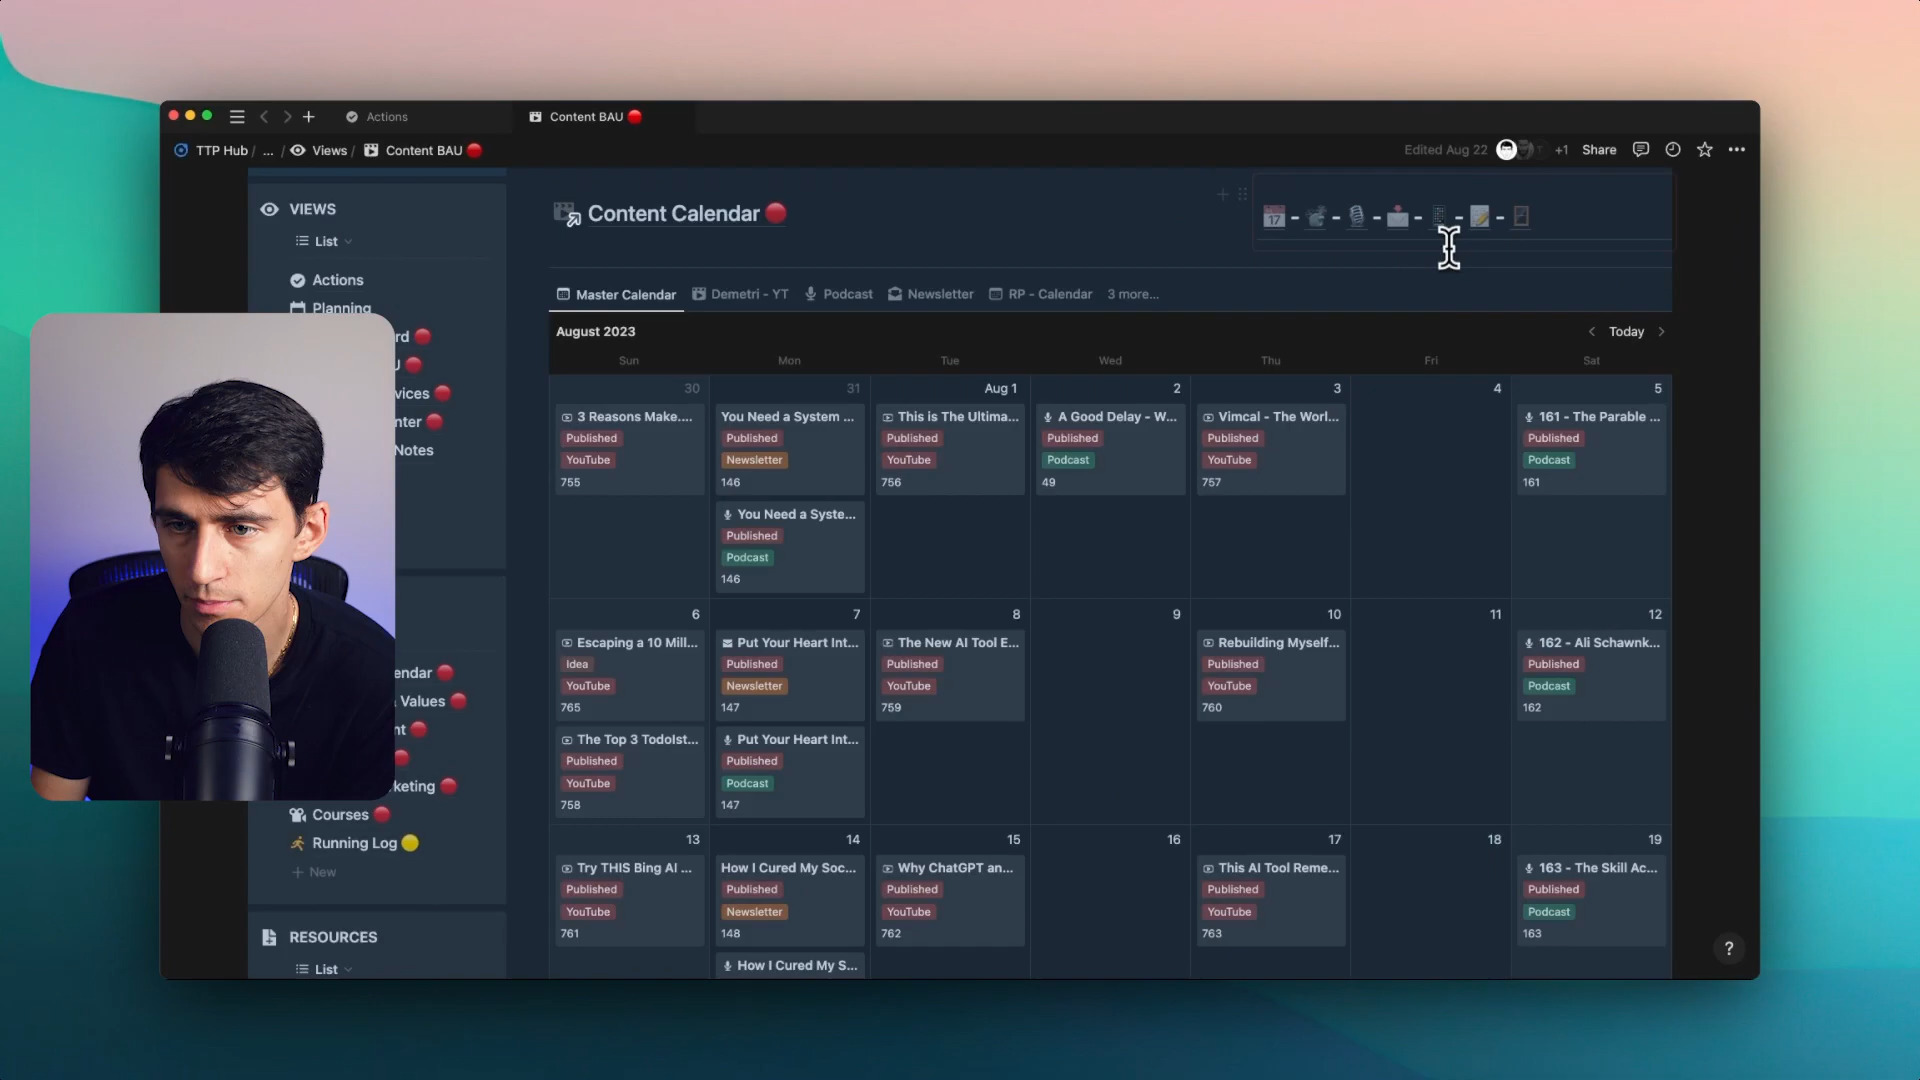 Actions
Content BAU
TTP Hub / ... / Views / Content BAU
Edited Aug 22
+1
Share
VIEWS
List
Actions
Planning
rd
vices
nter
Notes
endar
Values
nt
keting
Courses
Running Log
+ New
RESOURCES
List
Content Calendar
17 - - - - - -
Master Calendar
Demetri - YT
Podcast
Newsletter
RP - Calendar
3 more...
August 2023
Today
Sun Mon Tue Wed Thu Fri Sat
30
3 Reasons Make....
Published
YouTube
755
31
You Need a System ...
Published
Newsletter
146
You Need a Syste...
Published
Podcast
146
Aug 1
This is The Ultima...
Published
YouTube
756
2
A Good Delay - W...
Published
Podcast
49
3
Vimcal - The Worl...
Published
YouTube
757
4
5
161 - The Parable ...
Published
Podcast
161
6
Escaping a 10 Mill...
Idea
YouTube
765
The Top 3 TodoIst...
Published
YouTube
758
7
Put Your Heart Int...
Published
Newsletter
147
Put Your Heart Int...
Published
Podcast
147
8
The New AI Tool E...
Published
YouTube
759
9
10
Rebuilding Myself...
Published
YouTube
760
11
12
162 - Ali Schawnk...
Published
Podcast
162
13
Try THIS Bing AI ...
Published
YouTube
761
14
How I Cured My Soc...
Published
Newsletter
148
How I Cured My S...
15
Why ChatGPT an...
Published
YouTube
762
16
17
This AI Tool Reme...
Published
YouTube
763
18
19
163 - The Skill Ac...
Published
Podcast
163
?